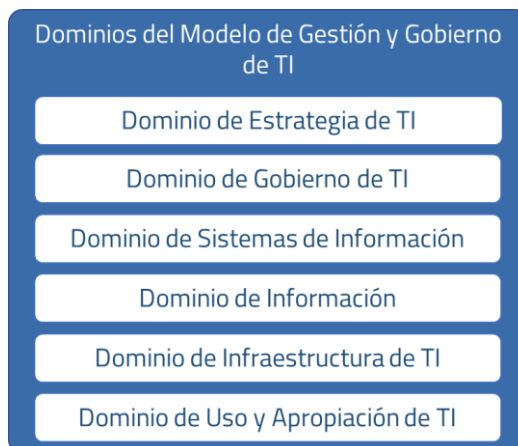 Dominios del Modelo de Gestión y Gobierno
de TI
Dominio de Estrategia de TI
Dominio de Gobierno de TI
Dominio de Sistemas de Información
Dominio de Información
Dominio de Infraestructura de TI
Dominio de Uso y Apropiación de TI